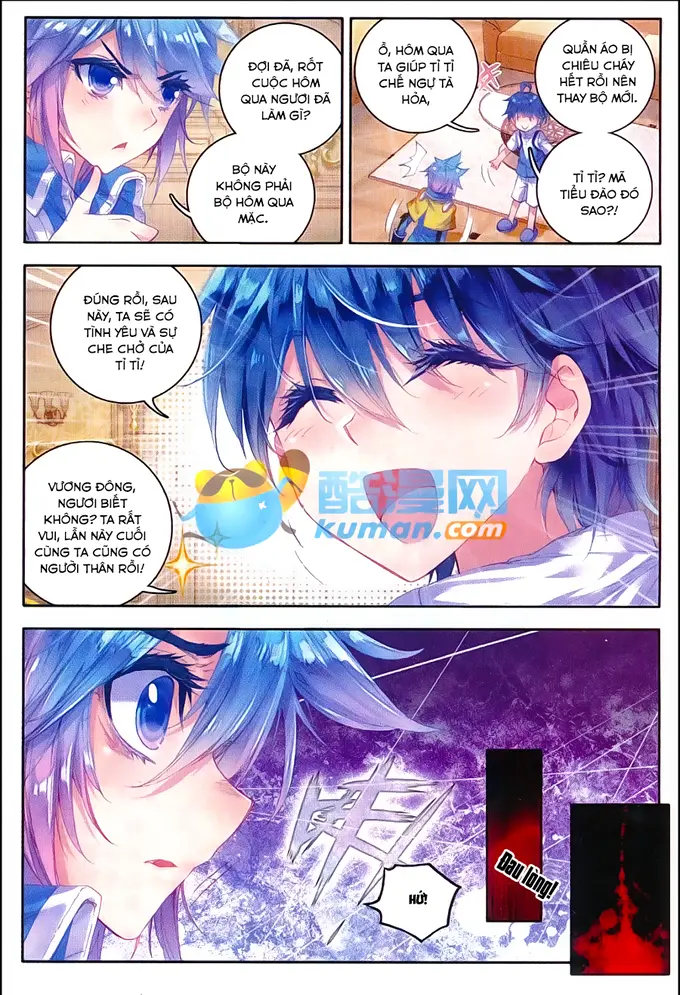 ĐỢI ĐÃ, RỐT
CUỘC HÔM
QUA NGƯƠI ĐÃ
LÀM GÌ?
BỘ NÀY
KHÔNG PHẢI
BỘ HÔM QUA
MẶC.
Ồ, HÔM QUA
TA GIÚP TỈ TỈ
CHẾ NGỰ TÀ
HỎA,
QUẦN ÁO BỊ
CHIÊU CHÁY
HẾT RỒI NÊN
THAY BỘ MỚI.
TỈ TỈ? MÃ
TIỂU ĐÀO ĐÓ
SAO?!
ĐÚNG RỒI, SAU
NÀY, TA SẼ CÓ
TÌNH YÊU VÀ SỰ
CHE CHỞ CỦA
TỈ TỈ!
VƯƠNG ĐÔNG,
NGƯƠI BIẾT
KHÔNG? TA RẤT
VUI, LẦN NÀY CUỐI
CÙNG TA CŨNG CÓ
NGƯỜI THÂN RỒI!
酷漫网
KUMAN.COM
HỨ!
Đau lòng!